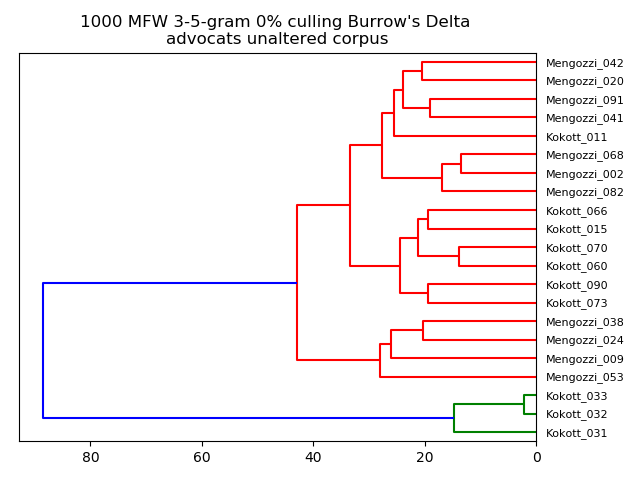 1000 MFW 3-5-gram 0% culling Burrow's Delta
advocats unaltered corpus
Mengozzi_042
Mengozzi_020
Mengozzi_091
Mengozzi_041
Kokott_011
Mengozzi_068
Mengozzi_002
Mengozzi_082
Kokott_066
Kokott_015
Kokott_070
Kokott_060
Kokott_090
Kokott_073
Mengozzi_038
Mengozzi_024
Mengozzi_009
Mengozzi_053
Kokott_033
Kokott_032
Kokott_031
80 60 40 20 0